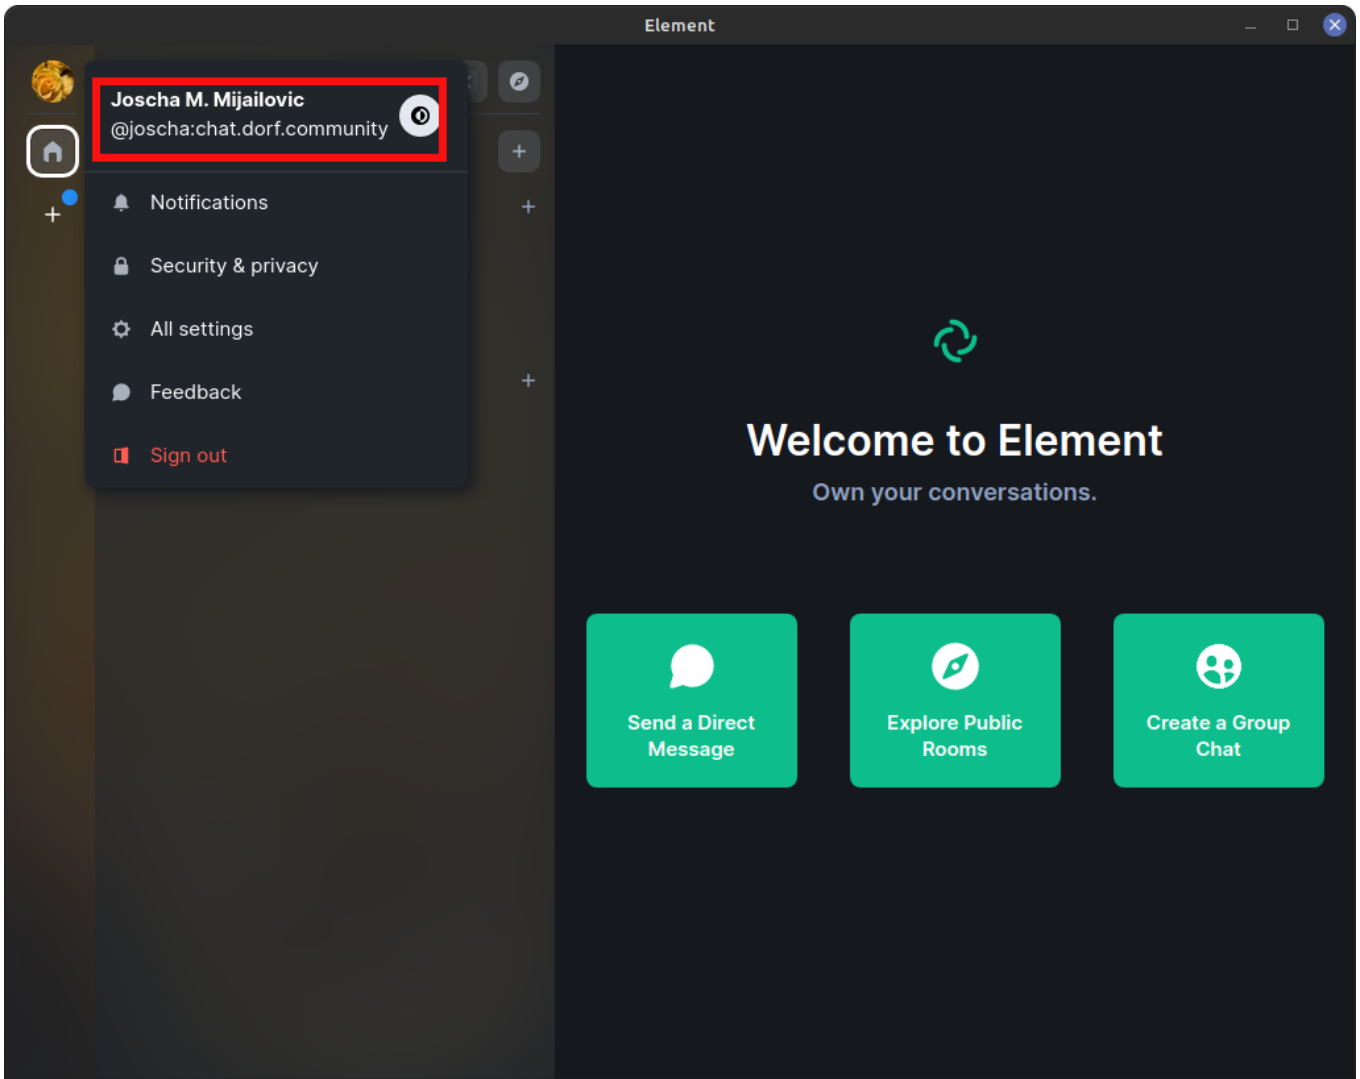 Element
Joscha M. Mijailovic
@joscha:chat.dorf.community
Notifications
Security & privacy
All settings
Feedback
Sign out
Welcome to Element
Own your conversations.
Send a Direct
Message
Explore Public
Rooms
Create a Group
Chat